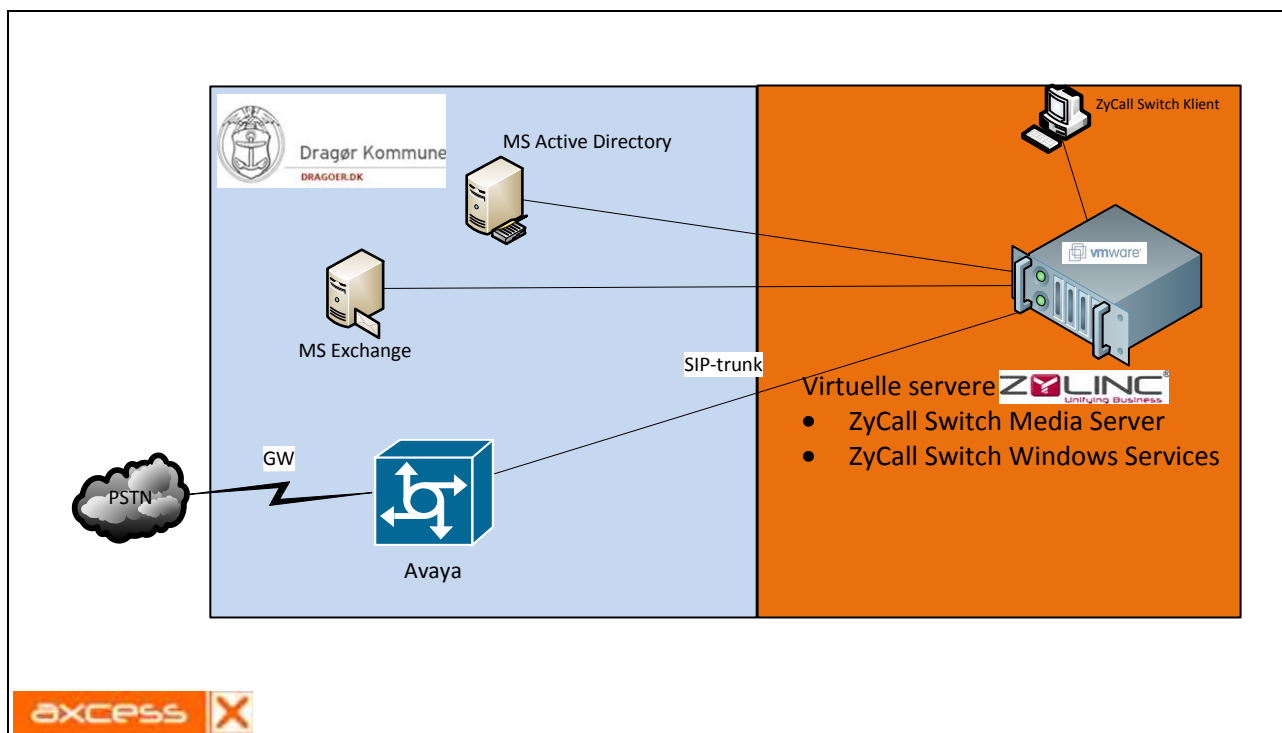 Dragør Kommune
DRAGOER.DK
MS Active Directory
ZyCall Switch Klient
vmware
MS Exchange
SIP-trunk
Virtuelle servere ZYLINC®
Unifying Business
• ZyCall Switch Media Server
• ZyCall Switch Windows Services
GW
PSTN
Avaya
axcess X